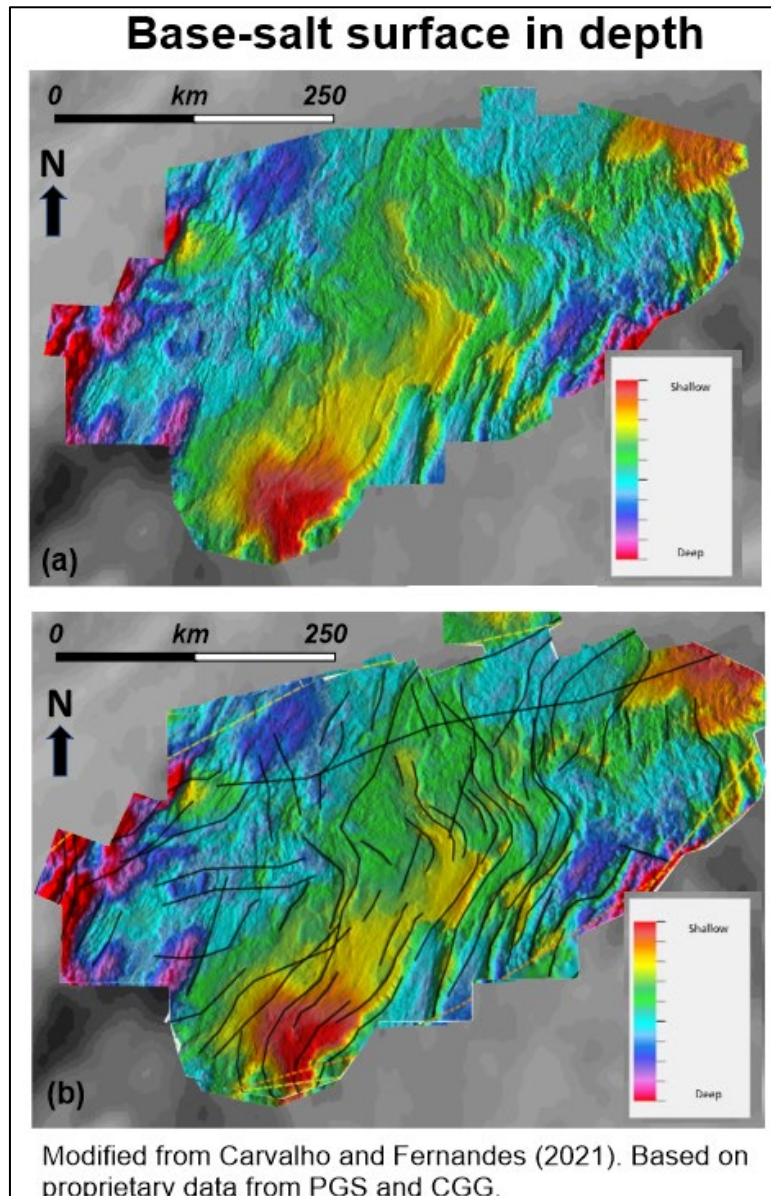 Base-salt surface in depth
0 km 250
N
Shallow
Deep
(a)
0 km 250
N
Shallow
Deep
(b)
Modified from Carvalho and Fernandes (2021). Based on
proprietary data from PGS and CGG.